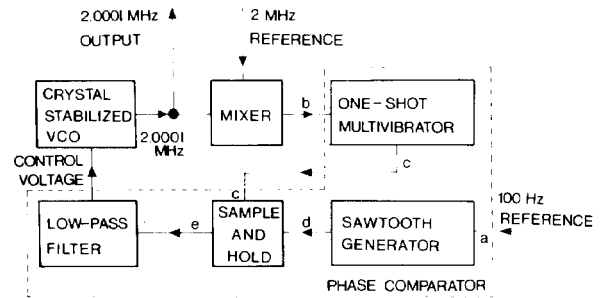 2.0001 MHz
OUTPUT
2 MHz
REFERENCE
CRYSTAL
STABILIZED
VCO
2.0001
MHz
MIXER
b
ONE-SHOT
MULTIVIBRATOR
CONTROL
VOLTAGE
c
c
100 Hz
REFERENCE
LOW-PASS
FILTER
e
SAMPLE
AND
HOLD
d
SAWTOOTH
GENERATOR
a
PHASE COMPARATOR